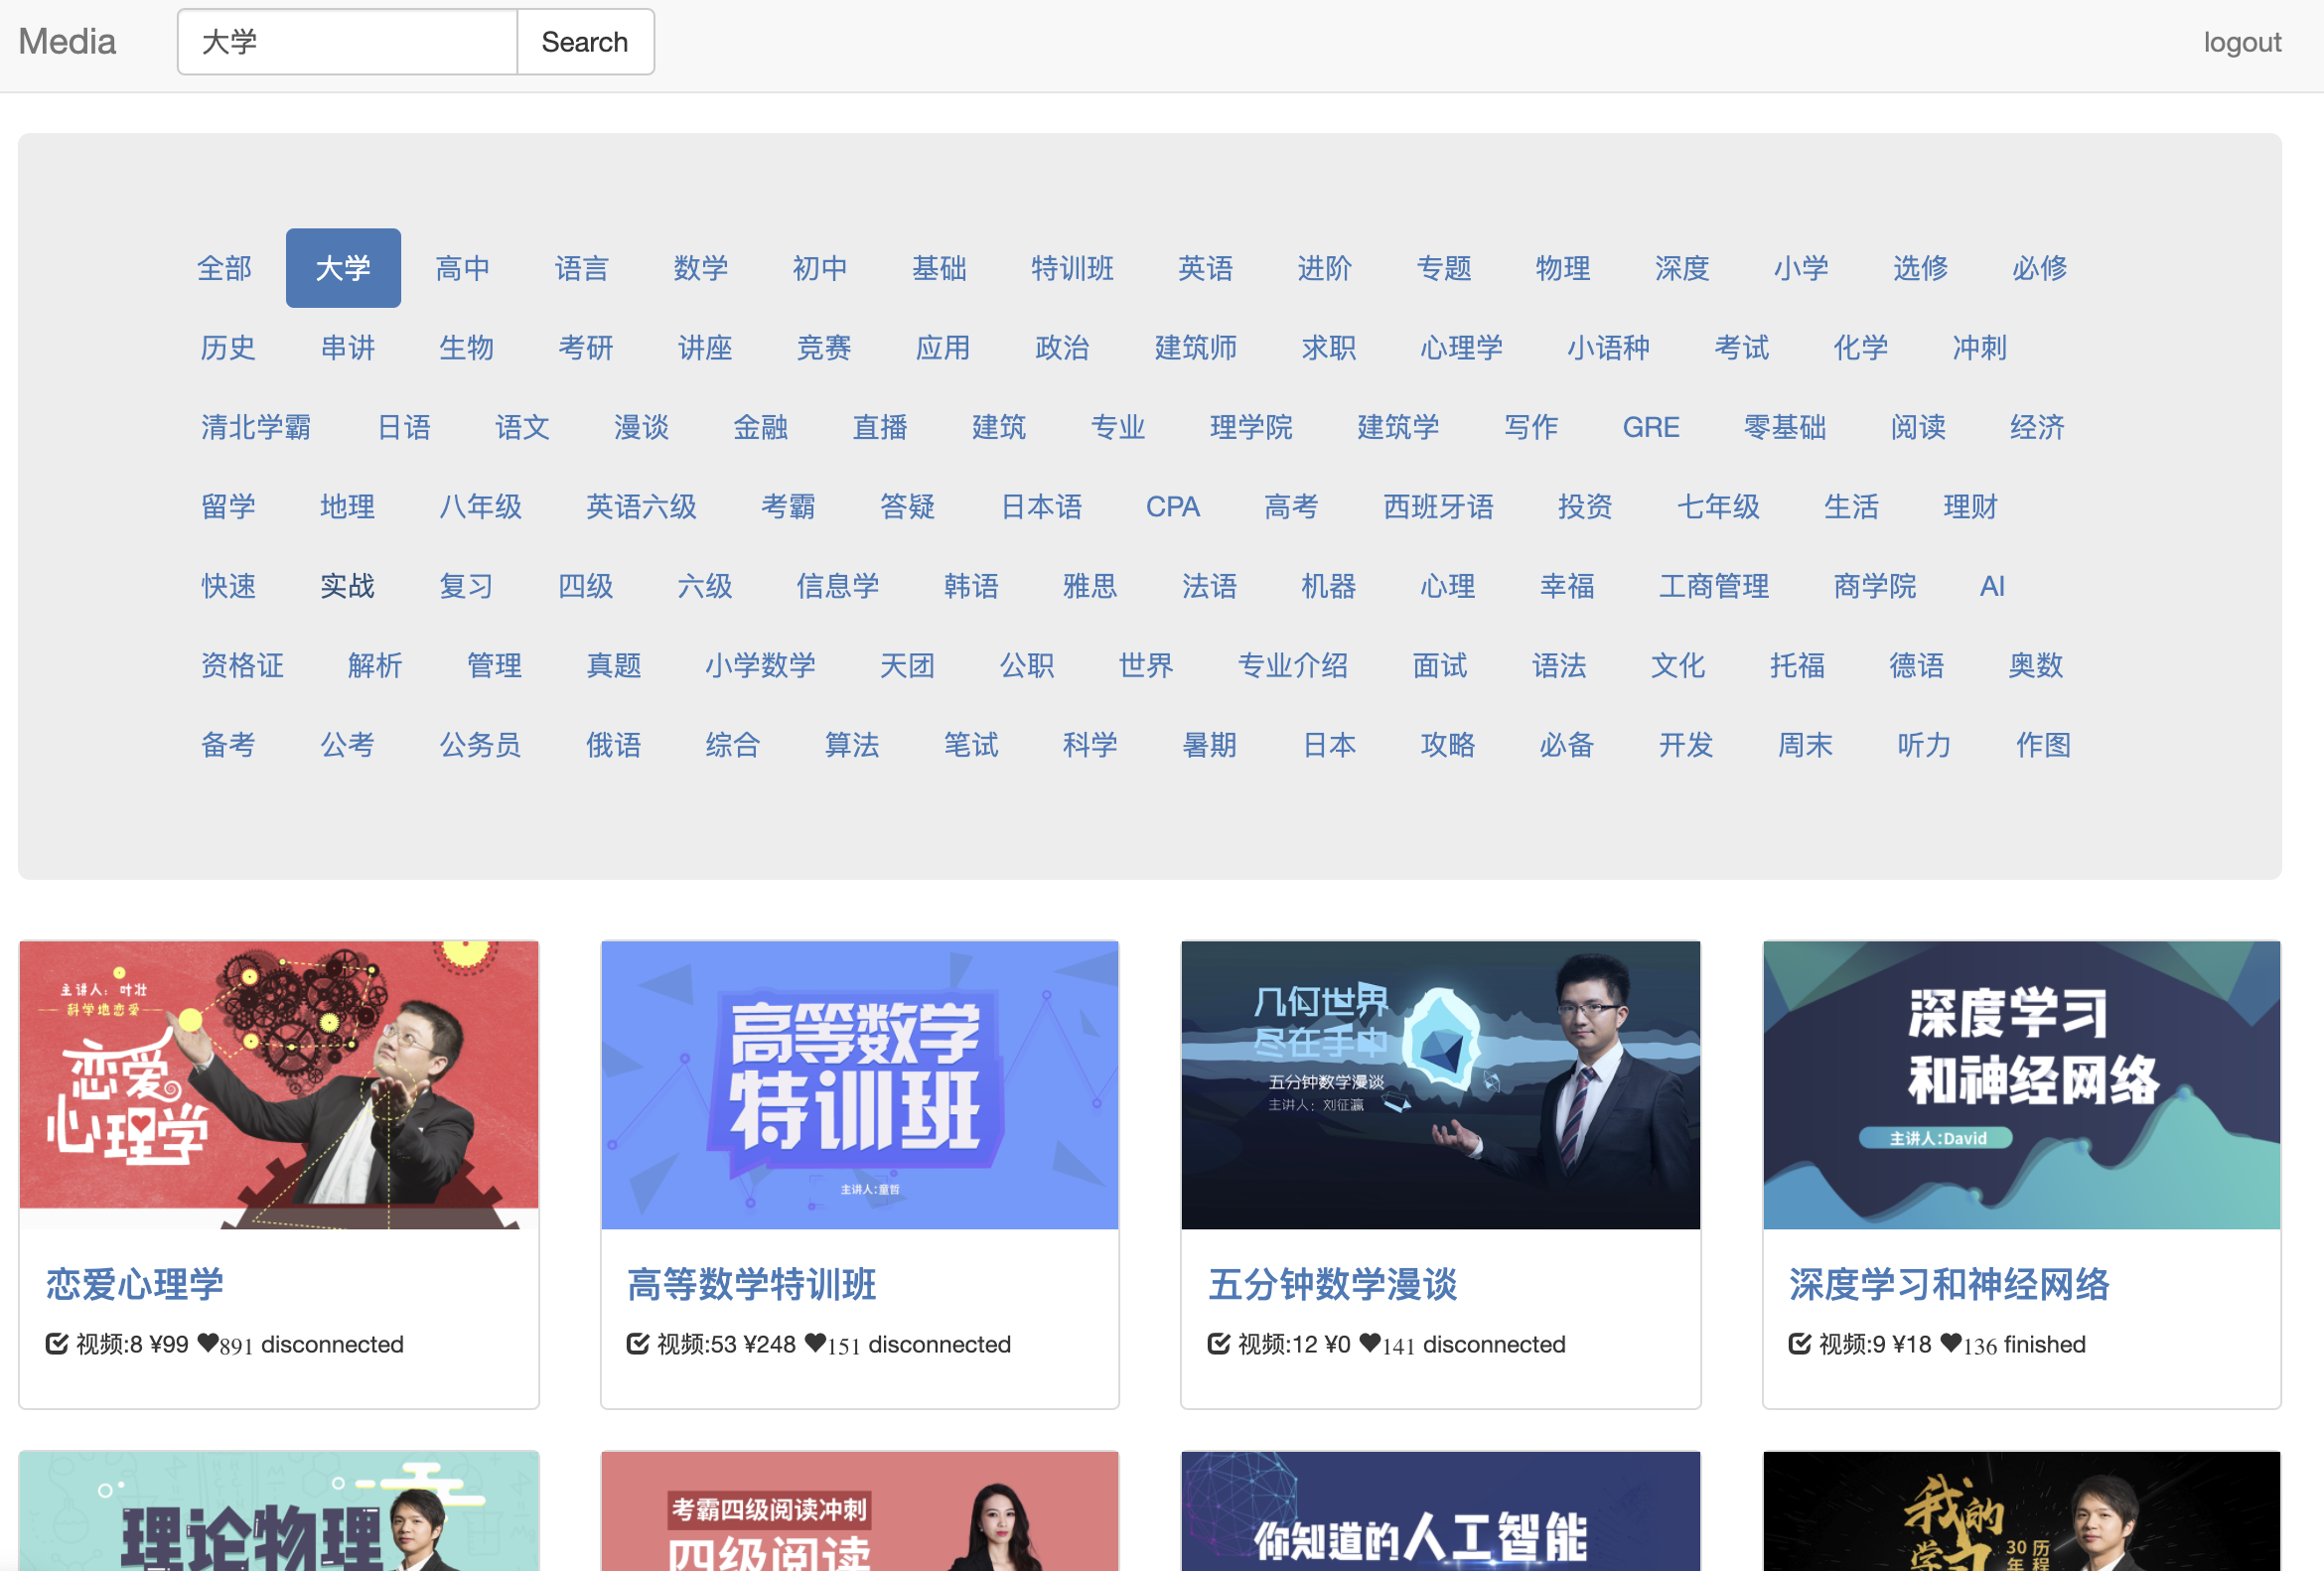 Media 大学 Search logout
全部 大学 高中 语言 数学 初中 基础 特训班 英语 进阶 专题 物理 深度 小学 选修 必修
历史 串讲 生物 考研 讲座 竞赛 应用 政治 建筑师 求职 心理学 小语种 考试 化学 冲刺
清北学霸 日语 语文 漫谈 金融 直播 建筑 专业 理学院 建筑学 写作 GRE 零基础 阅读 经济
留学 地理 八年级 英语六级 考霸 答疑 日本语 CPA 高考 西班牙语 投资 七年级 生活 理财
快速 实战 复习 四级 六级 信息学 韩语 雅思 法语 机器 心理 幸福 工商管理 商学院 AI
资格证 解析 管理 真题 小学数学 天团 公职 世界 专业介绍 面试 语法 文化 托福 德语 奥数
备考 公考 公务员 俄语 综合 算法 笔试 科学 暑期 日本 攻略 必备 开发 周末 听力 作图
主讲人：叶壮
科学地恋爱
恋爱
心理学
恋爱心理学
视频:8 ¥99 891 disconnected
高等数学
特训班
主讲人:童哲
高等数学特训班
视频:53 ¥248 151 disconnected
几何世界
尽在手中
五分钟数学漫谈
主讲人：刘征瀛
五分钟数学漫谈
视频:12 ¥0 141 disconnected
深度学习
和神经网络
主讲人:David
深度学习和神经网络
视频:9 ¥18 136 finished
理论物理
考霸四级阅读冲刺
四级阅读
你知道的人工智能
我的
学习
30年
历程